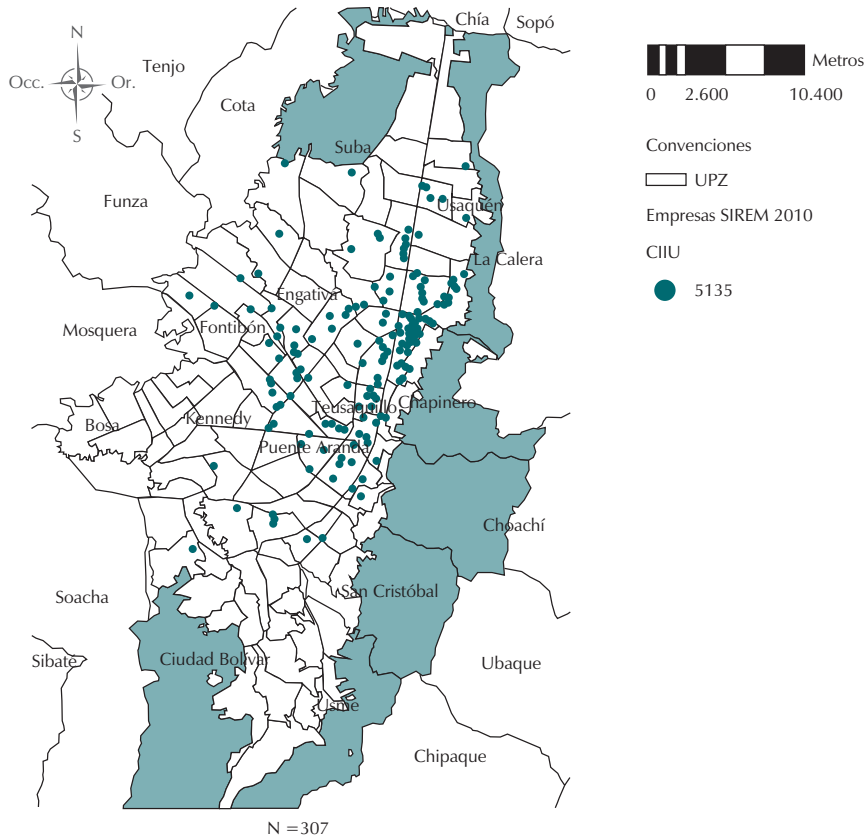 Chía
Sopó
N
Tenjo
Occ.
Or.
S
Cota
Suba
Funza
Usaquén
La Calera
Engativá
Mosquera
Fontibón
Teusaquillo
Chapinero
Kennedy
Bosa
Puente Aranda
Choachí
Soacha
San Cristóbal
Sibaté
Ciudad Bolívar
Ubaque
Usme
Chipaque
N =307
Metros
0 2.600 10.400
Convenciones
UPZ
Empresas SIREM 2010
CIIU
5135